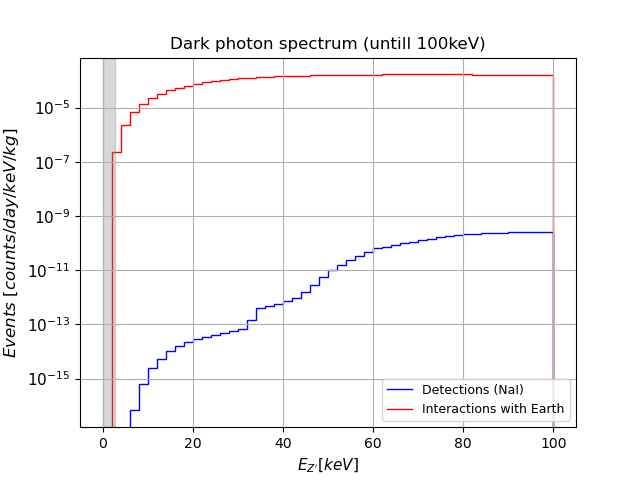 Dark photon spectrum (untill 100keV)
Events [counts/day/keV/kg]
10⁻⁵
10⁻⁷
10⁻⁹
10⁻¹¹
10⁻¹³
10⁻¹⁵
Detections (NaI)
Interactions with Earth
0 20 40 60 80 100
E_Z'[keV]